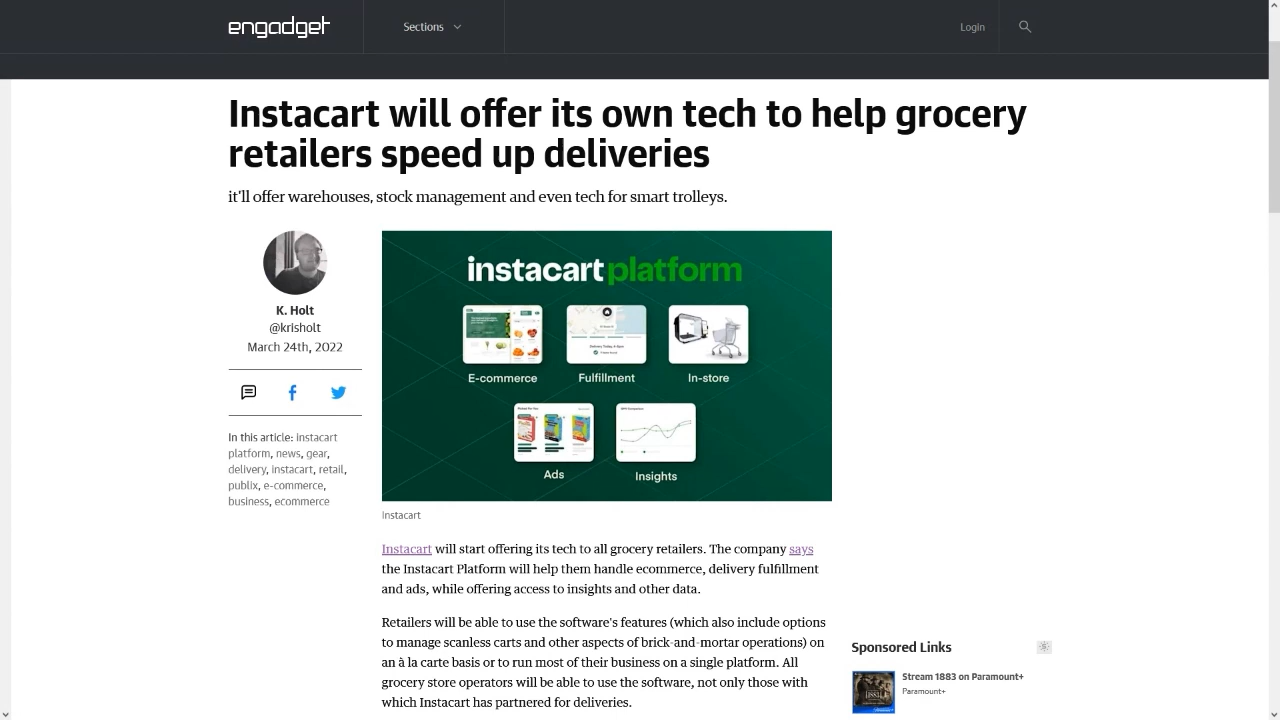 engadget
Sections
Login
Instacart will offer its own tech to help grocery
retailers speed up deliveries
it'll offer warehouses, stock management and even tech for smart trolleys.
K. Holt
@krisholt
March 24th, 2022
In this article: instacart
platform, news, gear,
delivery, instacart, retail,
publix, e-commerce,
business, ecommerce
instacart platform
E-commerce
Fulfillment
In-store
Ads
Insights
Instacart
Instacart will start offering its tech to all grocery retailers. The company says
the Instacart Platform will help them handle ecommerce, delivery fulfillment
and ads, while offering access to insights and other data.
Retailers will be able to use the software's features (which also include options
to manage scanless carts and other aspects of brick-and-mortar operations) on
an à la carte basis or to run most of their business on a single platform. All
grocery store operators will be able to use the software, not only those with
which Instacart has partnered for deliveries.
Sponsored Links
Stream 1883 on Paramount+
Paramount+